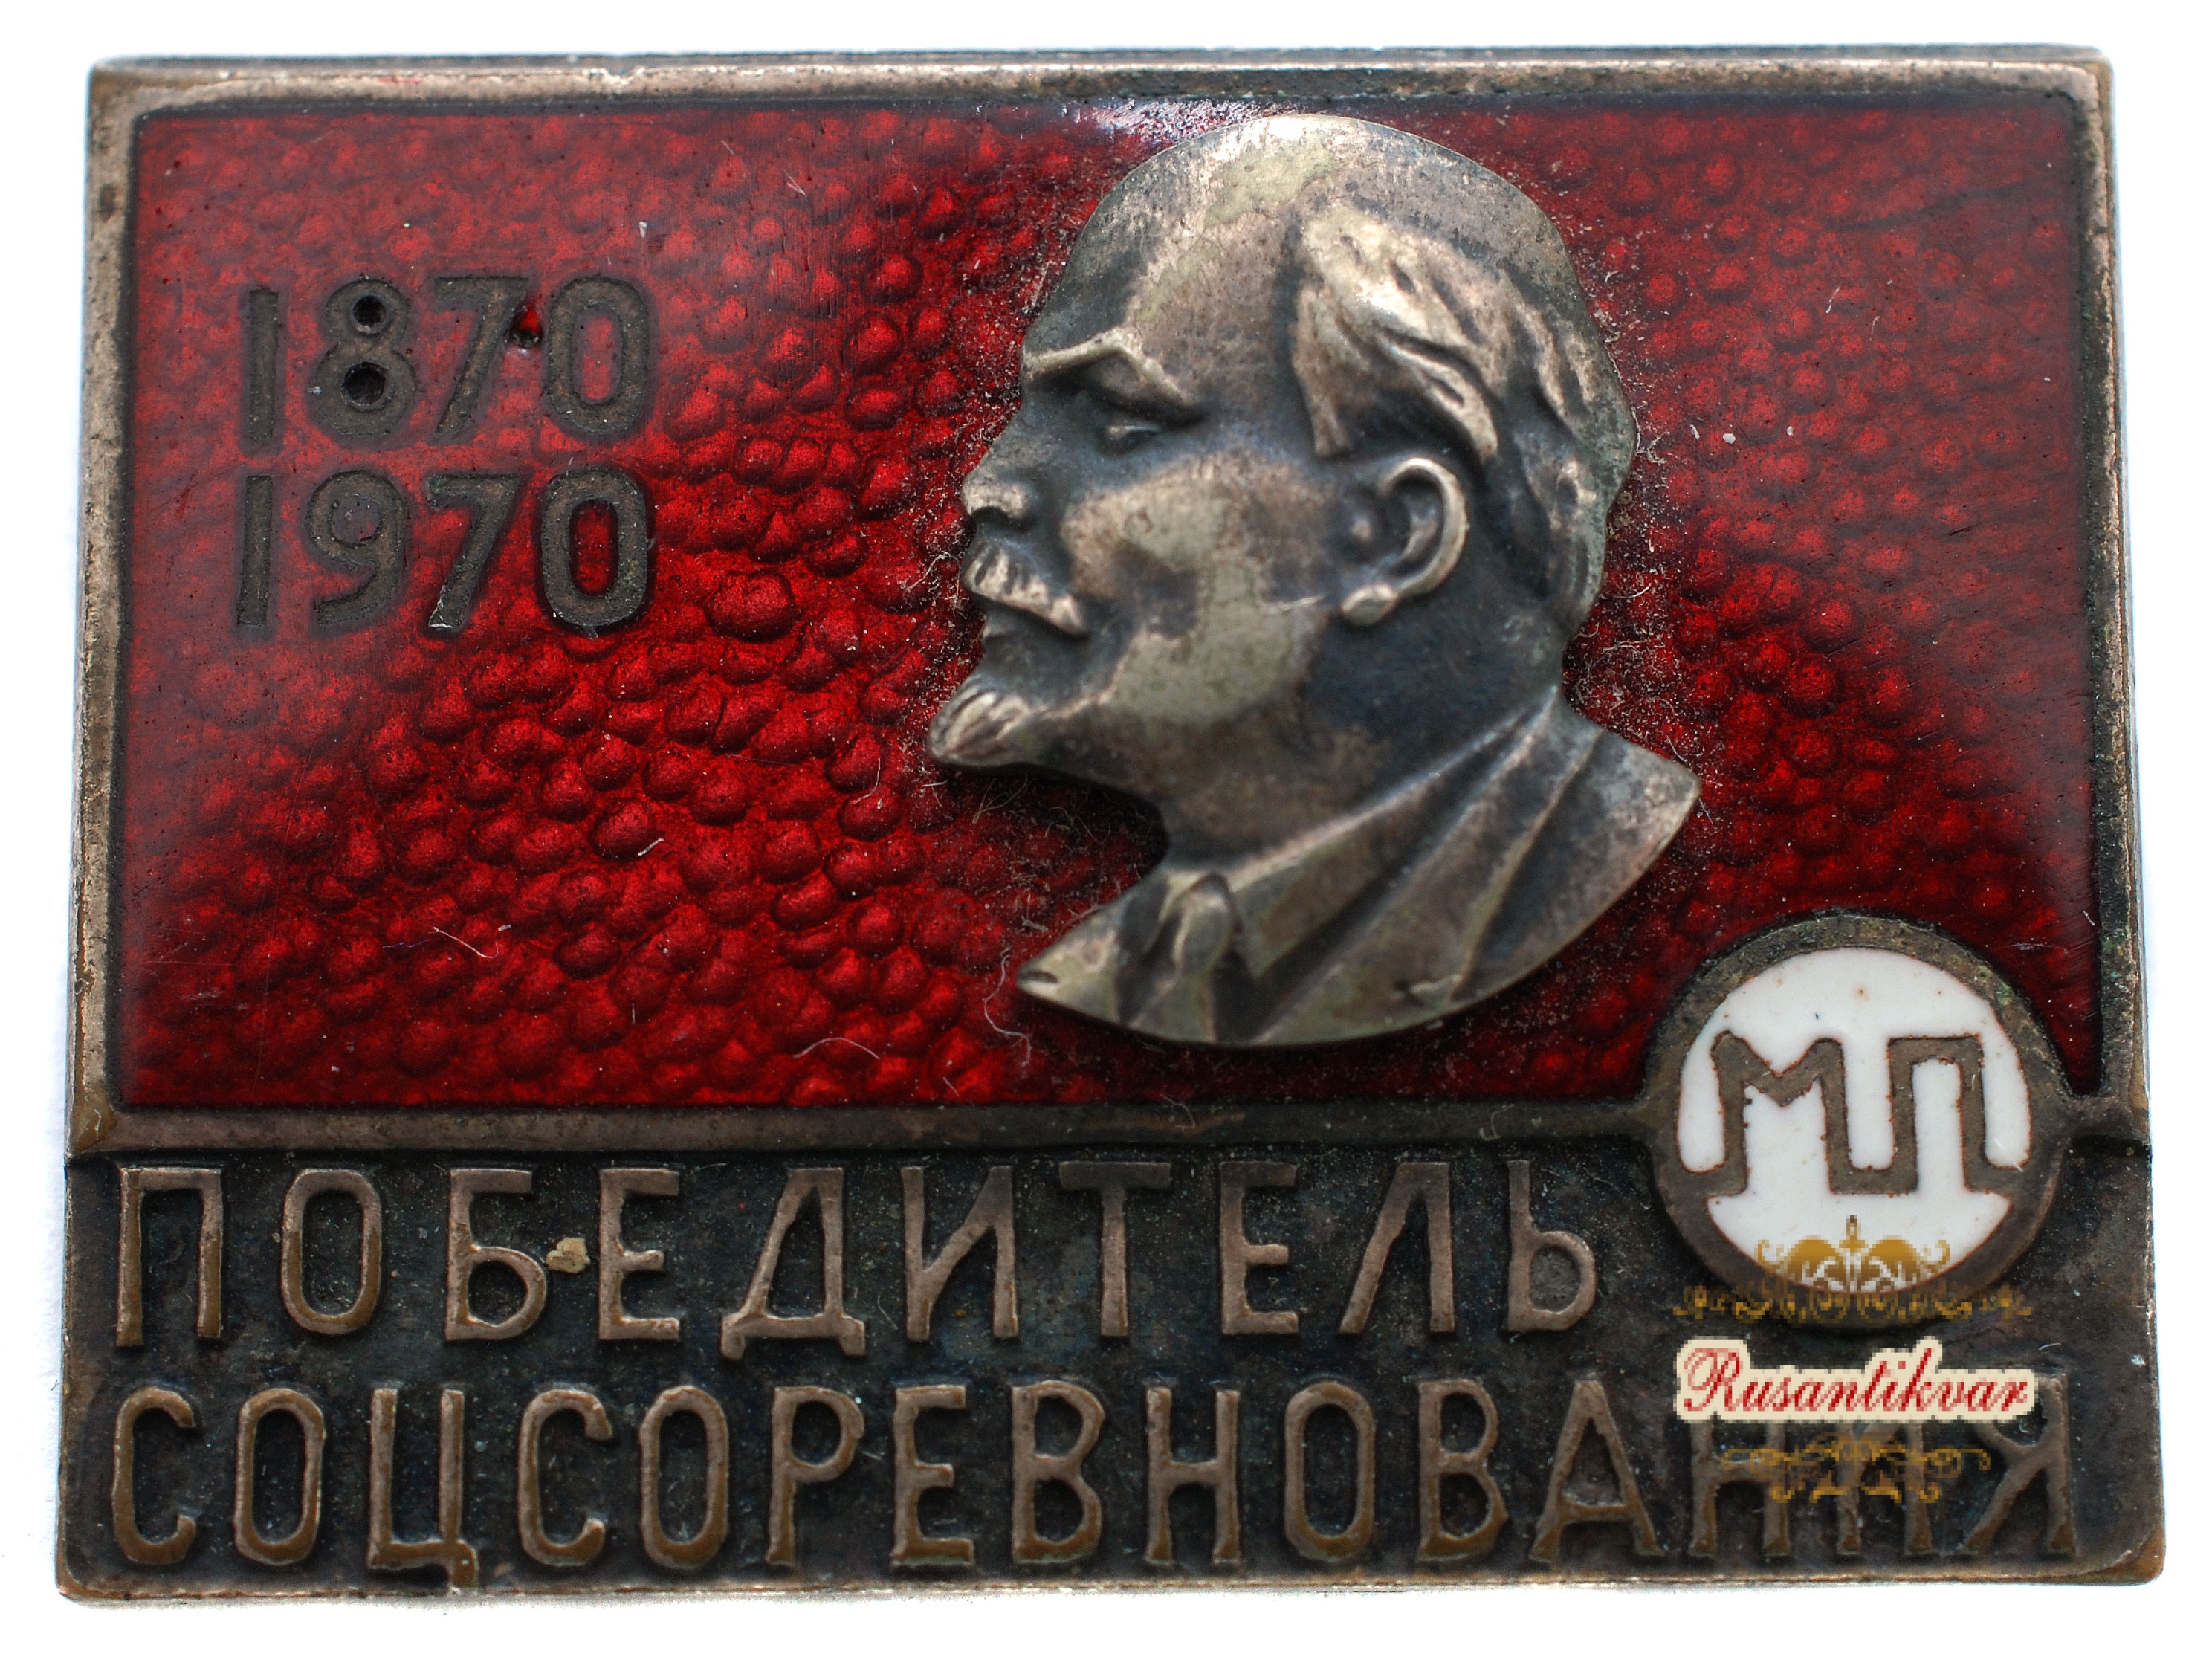 1870
1970
МП
ПОБЕДИТЕЛЬ
Rusantikvar
СОЦСОРЕВНОВАНИЯ